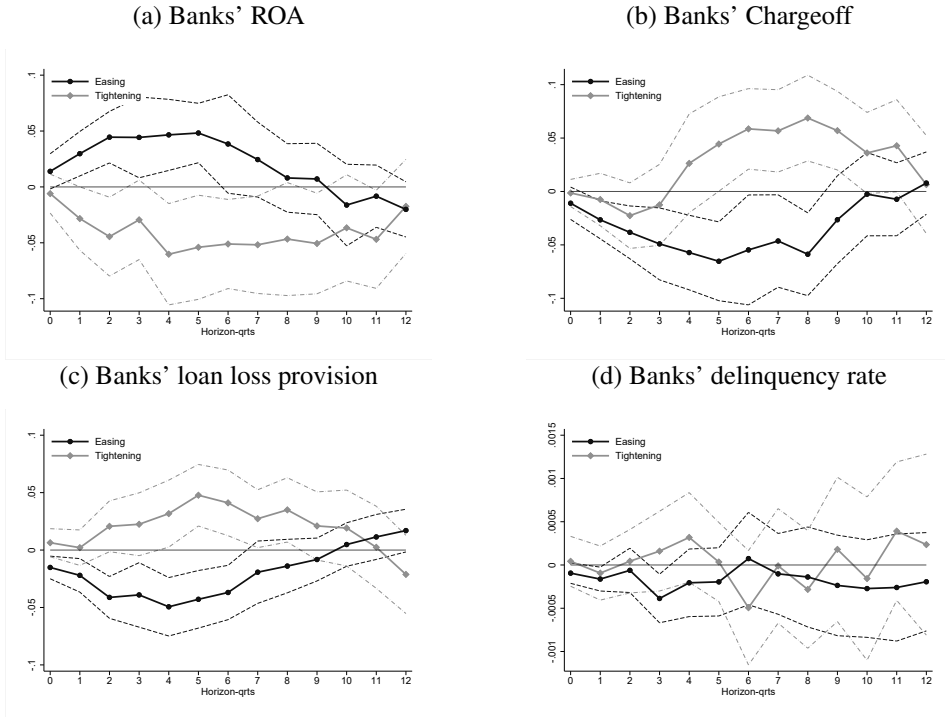 (a) Banks’ ROA
.1
.05
0
-.05
-.1
Easing
Tightening
0 1 2 3 4 5 6 7 8 9 10 11 12
Horizon-qrts
(b) Banks’ Chargeoff
.1
.05
0
-.05
-.1
Easing
Tightening
0 1 2 3 4 5 6 7 8 9 10 11 12
Horizon-qrts
(c) Banks’ loan loss provision
.1
.05
0
-.05
-.1
Easing
Tightening
0 1 2 3 4 5 6 7 8 9 10 11 12
Horizon-qrts
(d) Banks’ delinquency rate
.0015
.001
.0005
0
-.0005
-.001
Easing
Tightening
0 1 2 3 4 5 6 7 8 9 10 11 12
Horizon-qrts